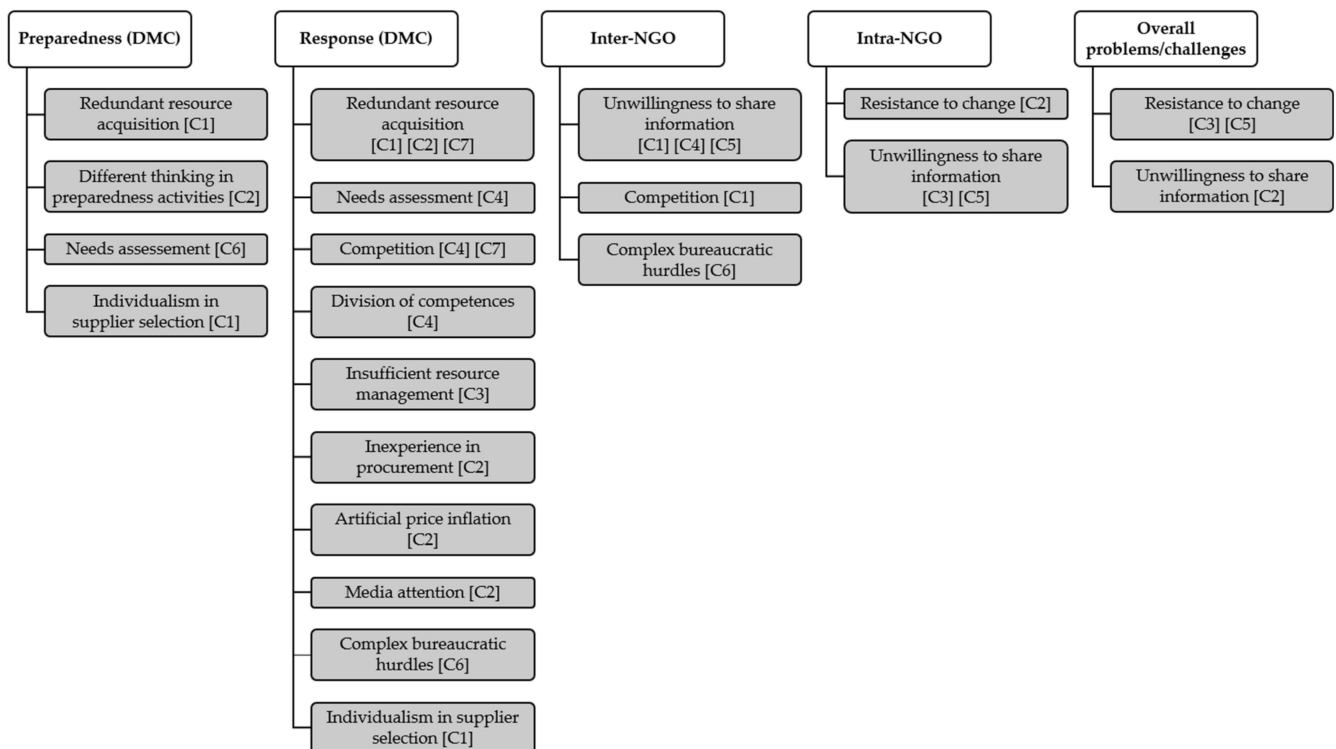 Preparedness (DMC)
Redundant resource
acquisition [C1]
Different thinking in
preparedness activities [C2]
Needs assessement [C6]
Individualism in
supplier selection [C1]
Response (DMC)
Redundant resource
acquisition
[C1] [C2] [C7]
Needs assessment [C4]
Competition [C4] [C7]
Division of competences
[C4]
Insufficient resource
management [C3]
Inexperience in
procurement [C2]
Artificial price inflation
[C2]
Media attention [C2]
Complex bureaucratic
hurdles [C6]
Individualism in supplier
selection [C1]
Inter-NGO
Unwillingness to share
information
[C1] [C4] [C5]
Competition [C1]
Complex bureaucratic
hurdles [C6]
Intra-NGO
Resistance to change [C2]
Unwillingness to share
information
[C3] [C5]
Overall
problems/challenges
Resistance to change
[C3] [C5]
Unwillingness to share
information [C2]